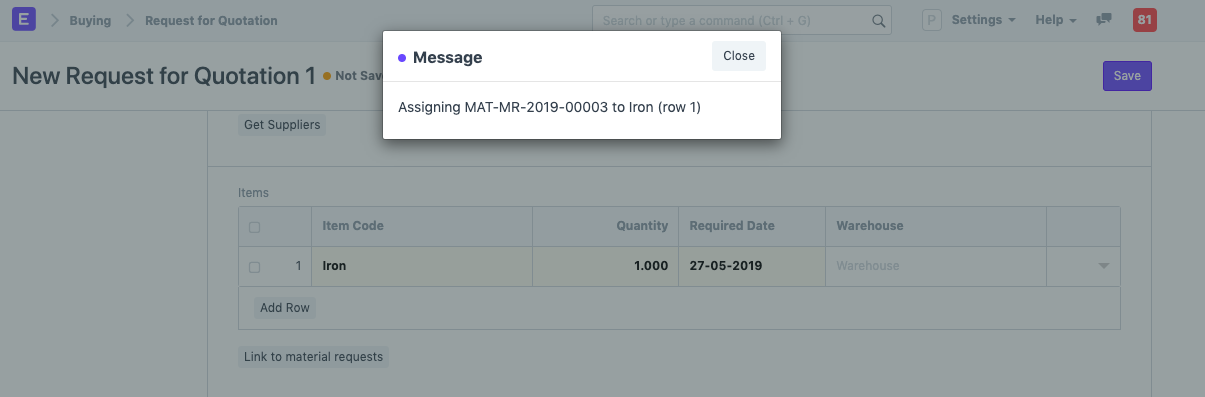 E Buying Request for Quotation Search or type a command (Ctrl + G) P Settings Help 81
Message Close
New Request for Quotation 1 Not Sav Save
Assigning MAT-MR-2019-00003 to Iron (row 1)
Get Suppliers
Items
Item Code Quantity Required Date Warehouse
1 Iron 1.000 27-05-2019 Warehouse
Add Row
Link to material requests